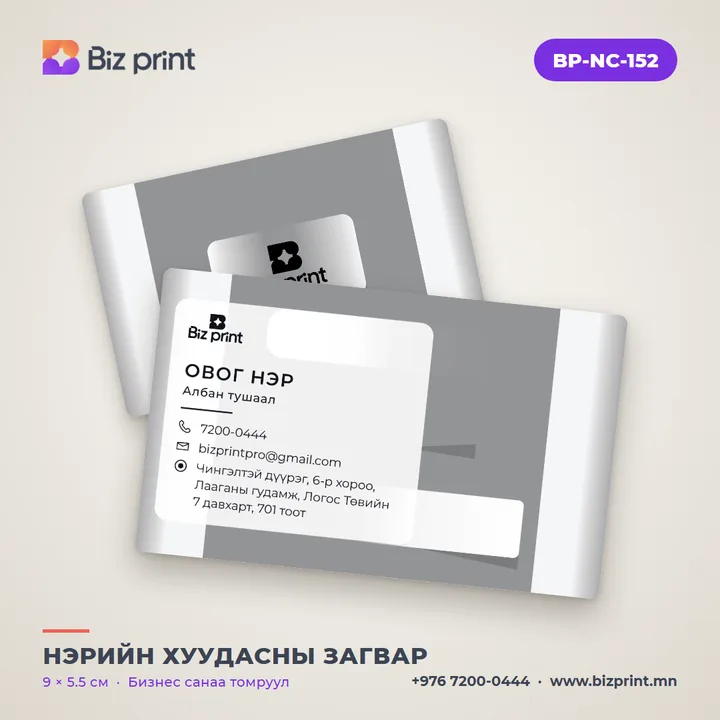 Biz print
BP-NC-152
print
Biz print
ОВОГ НЭР
Албан тушаал
7200-0444
bizprintpro@gmail.com
Чингэлтэй дүүрэг, 6-р хороо,
Лааганы гудамж, Логос Төвийн
7 давхарт, 701 тоот
НЭРИЙН ХУУДАСНЫ ЗАГВАР
9 × 5.5 см · Бизнес санаа томруул
+976 7200-0444 · www.bizprint.mn